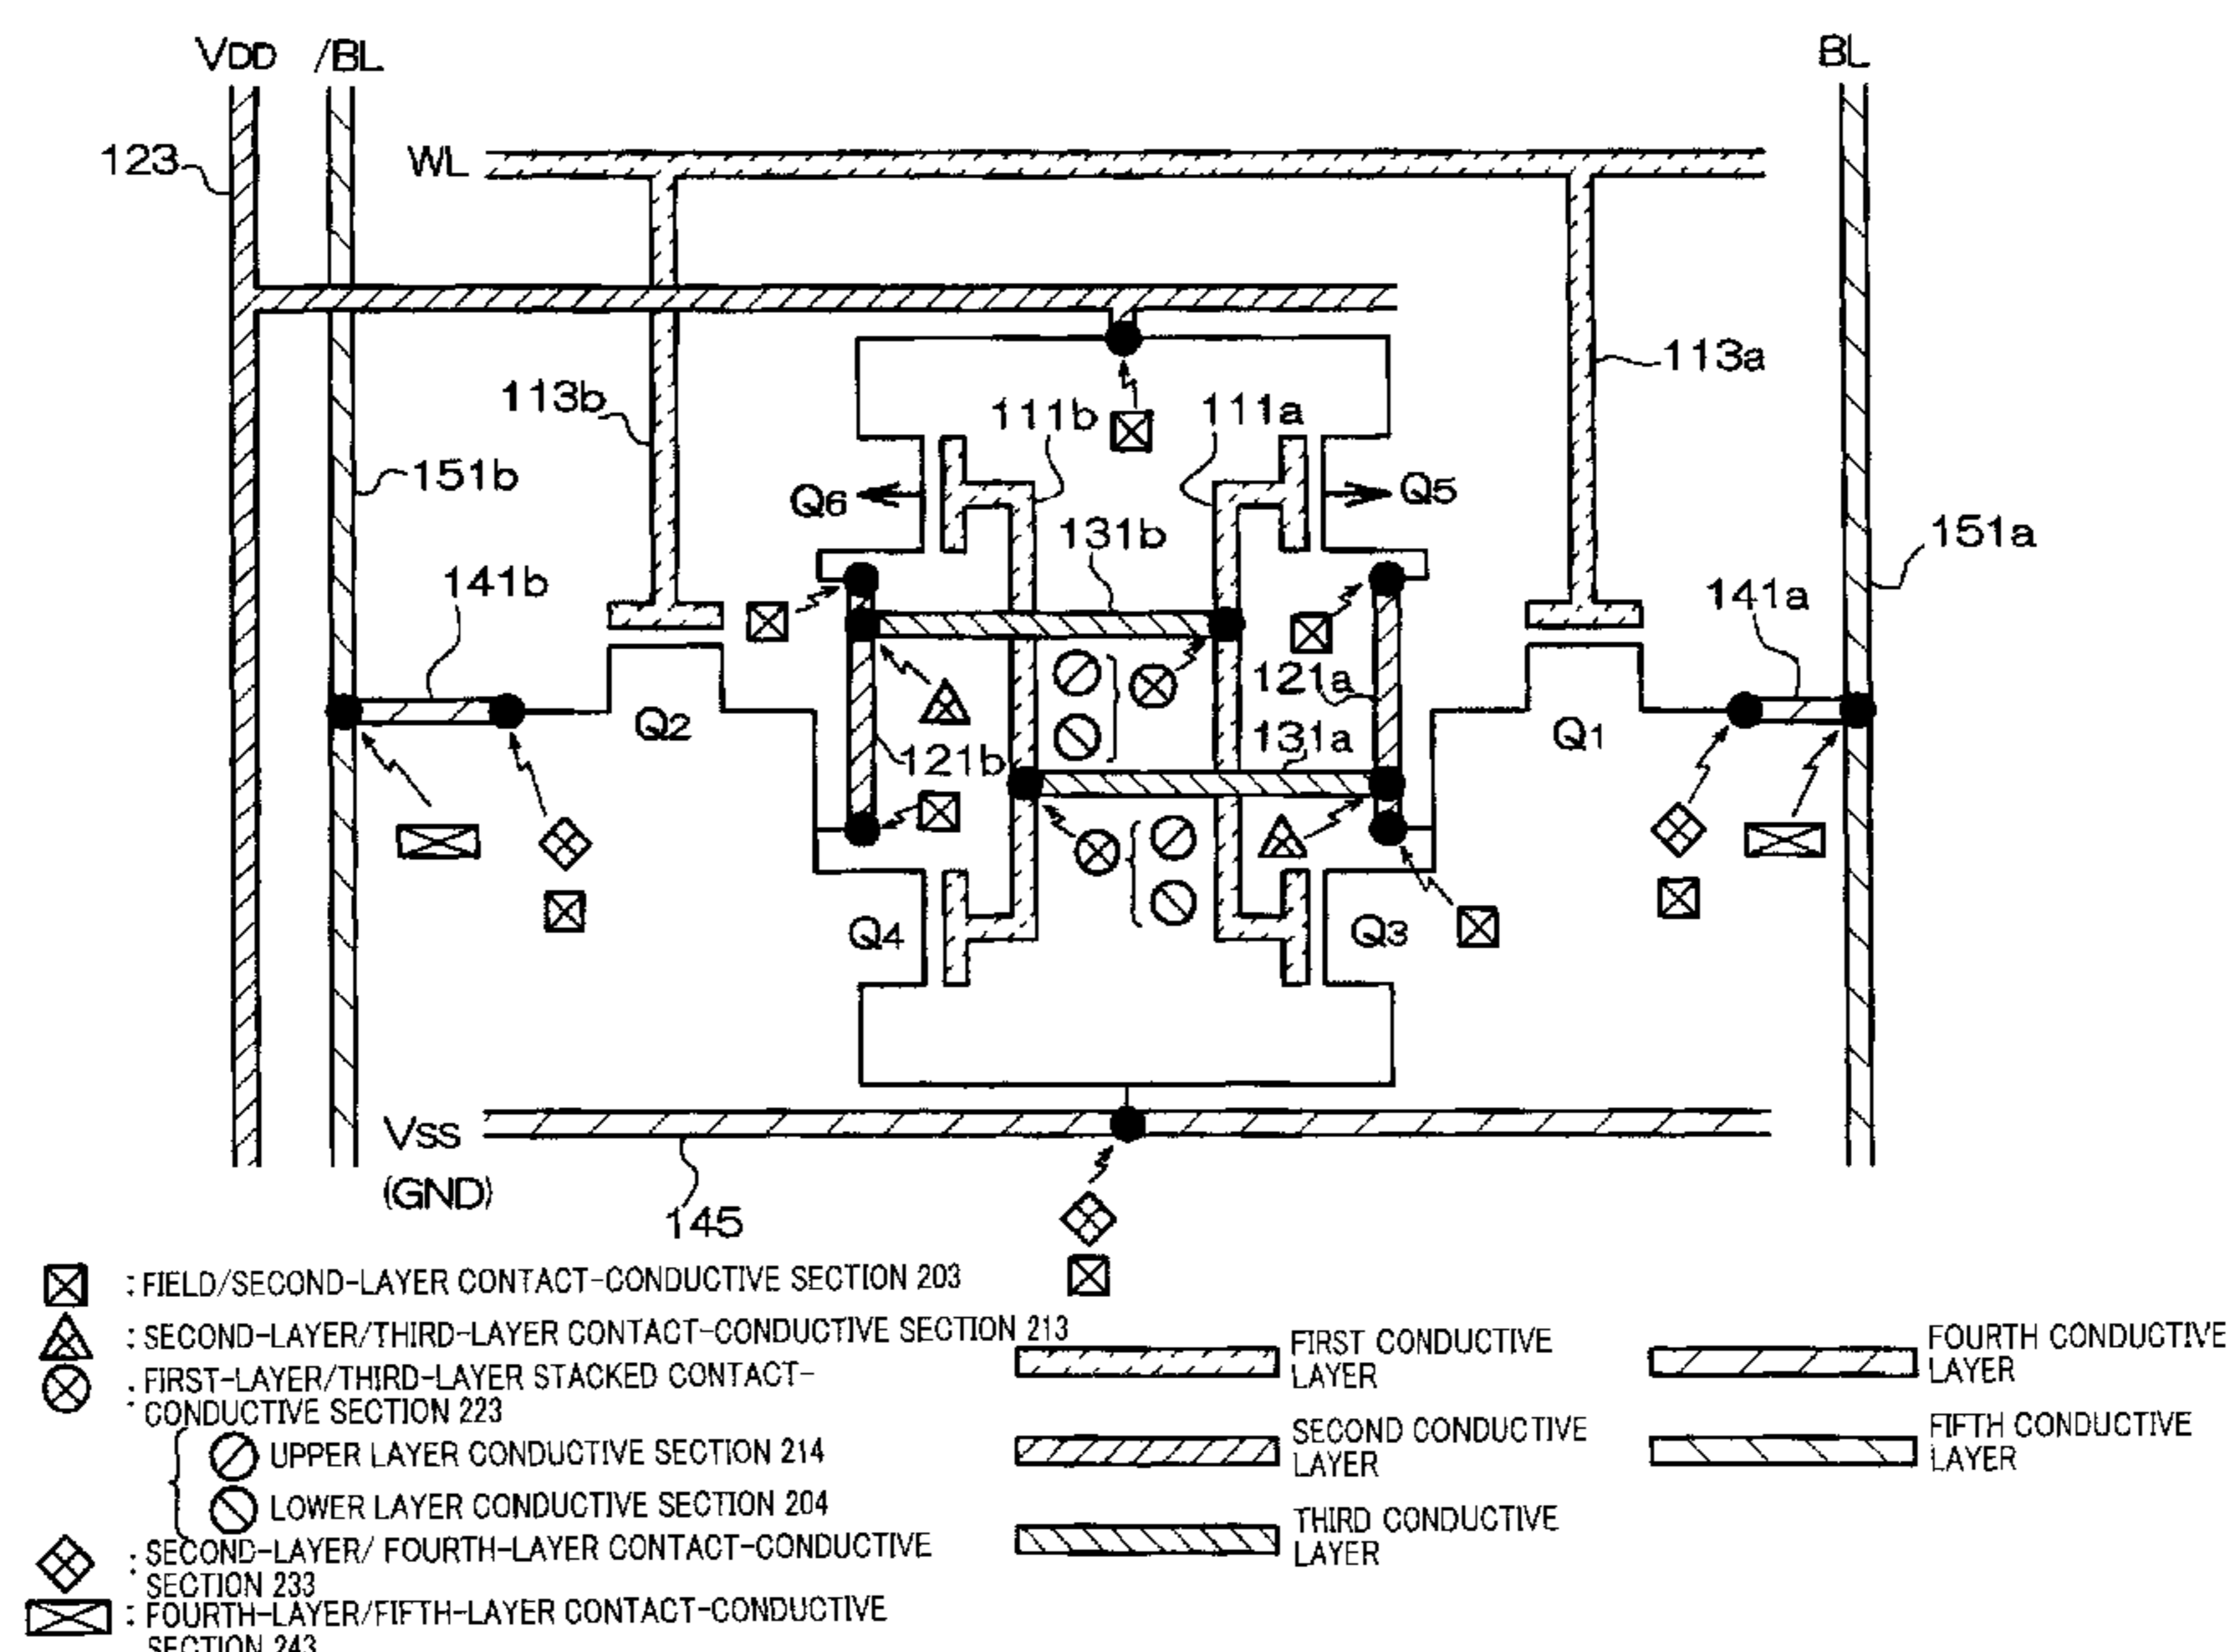 VDD /BL BL
123 WL
113a
113b 111b 111a
151b Q6 Q5
131b 151a
141b 141a
121a
Q2 131a Q1
121b
Q4 Q3
VSS
(GND)
145
: FIELD/SECOND-LAYER CONTACT-CONDUCTIVE SECTION 203
: SECOND-LAYER/THIRD-LAYER CONTACT-CONDUCTIVE SECTION 213
: FIRST-LAYER/THIRD-LAYER STACKED CONTACT-
CONDUCTIVE SECTION 223
UPPER LAYER CONDUCTIVE SECTION 214
LOWER LAYER CONDUCTIVE SECTION 204
: SECOND-LAYER/ FOURTH-LAYER CONTACT-CONDUCTIVE
SECTION 233
: FOURTH-LAYER/FIFTH-LAYER CONTACT-CONDUCTIVE
SECTION 243
FIRST CONDUCTIVE
LAYER
SECOND CONDUCTIVE
LAYER
THIRD CONDUCTIVE
LAYER
FOURTH CONDUCTIVE
LAYER
FIFTH CONDUCTIVE
LAYER